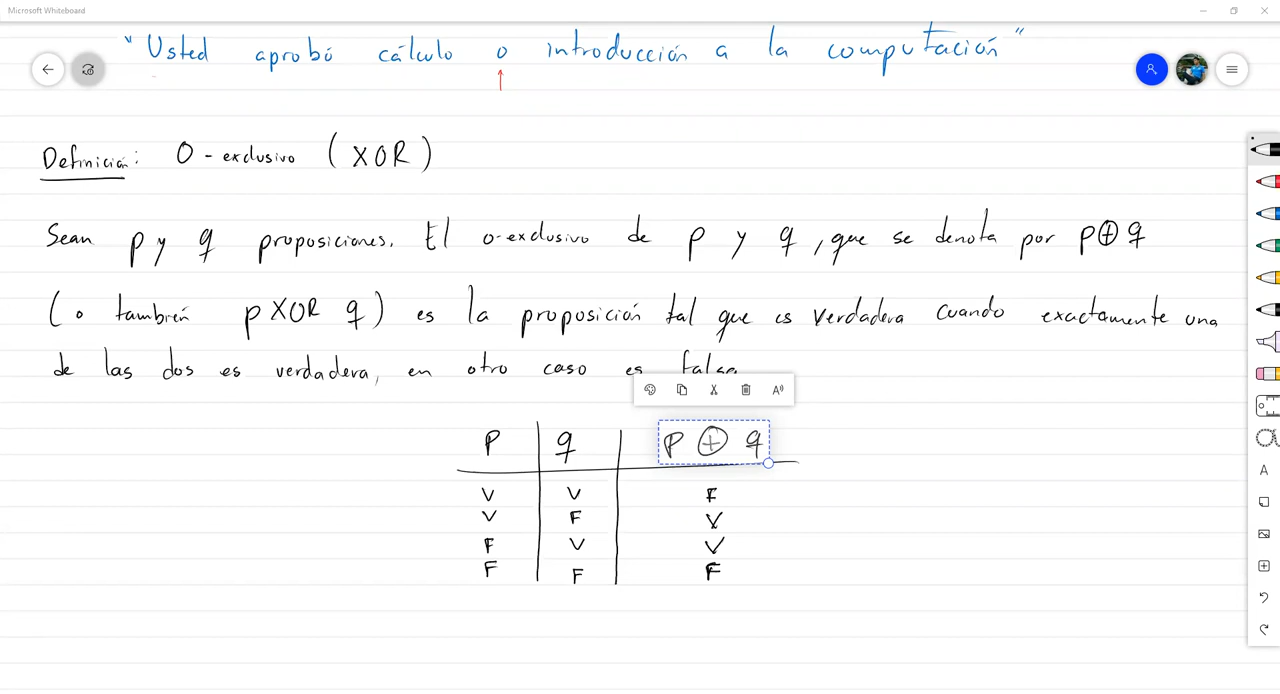 Microsoft Whiteboard
"Usted aprobó cálculo o introducción a la computación"
Definición: O-exclusivo (XOR)
Sean p y q proposiciones. El o-exclusivo de p y q, que se denota por p⊕q
(o también p XOR q) es la proposición tal que es verdadera cuando exactamente una
de las dos es verdadera, en otro caso es falsa
p q p ⊕ q
V V F
V F V
F V V
F F F